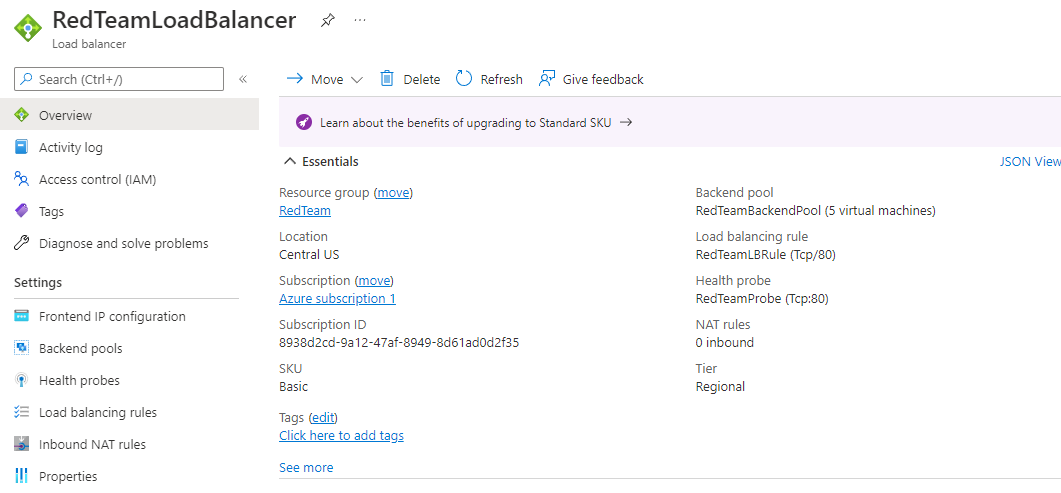 RedTeamLoadBalancer
Load balancer
Search (Ctrl+/)
«
Overview
Activity log
Access control (IAM)
Tags
Diagnose and solve problems
Settings
Frontend IP configuration
Backend pools
Health probes
Load balancing rules
Inbound NAT rules
Properties
Move
Delete
Refresh
Give feedback
Learn about the benefits of upgrading to Standard SKU →
Essentials
JSON View
Resource group (move)
RedTeam
Location
Central US
Subscription (move)
Azure subscription 1
Subscription ID
8938d2cd-9a12-47af-8949-8d61ad0d2f35
SKU
Basic
Tags (edit)
Click here to add tags
See more
Backend pool
RedTeamBackendPool (5 virtual machines)
Load balancing rule
RedTeamLBRule (Tcp/80)
Health probe
RedTeamProbe (Tcp:80)
NAT rules
0 inbound
Tier
Regional